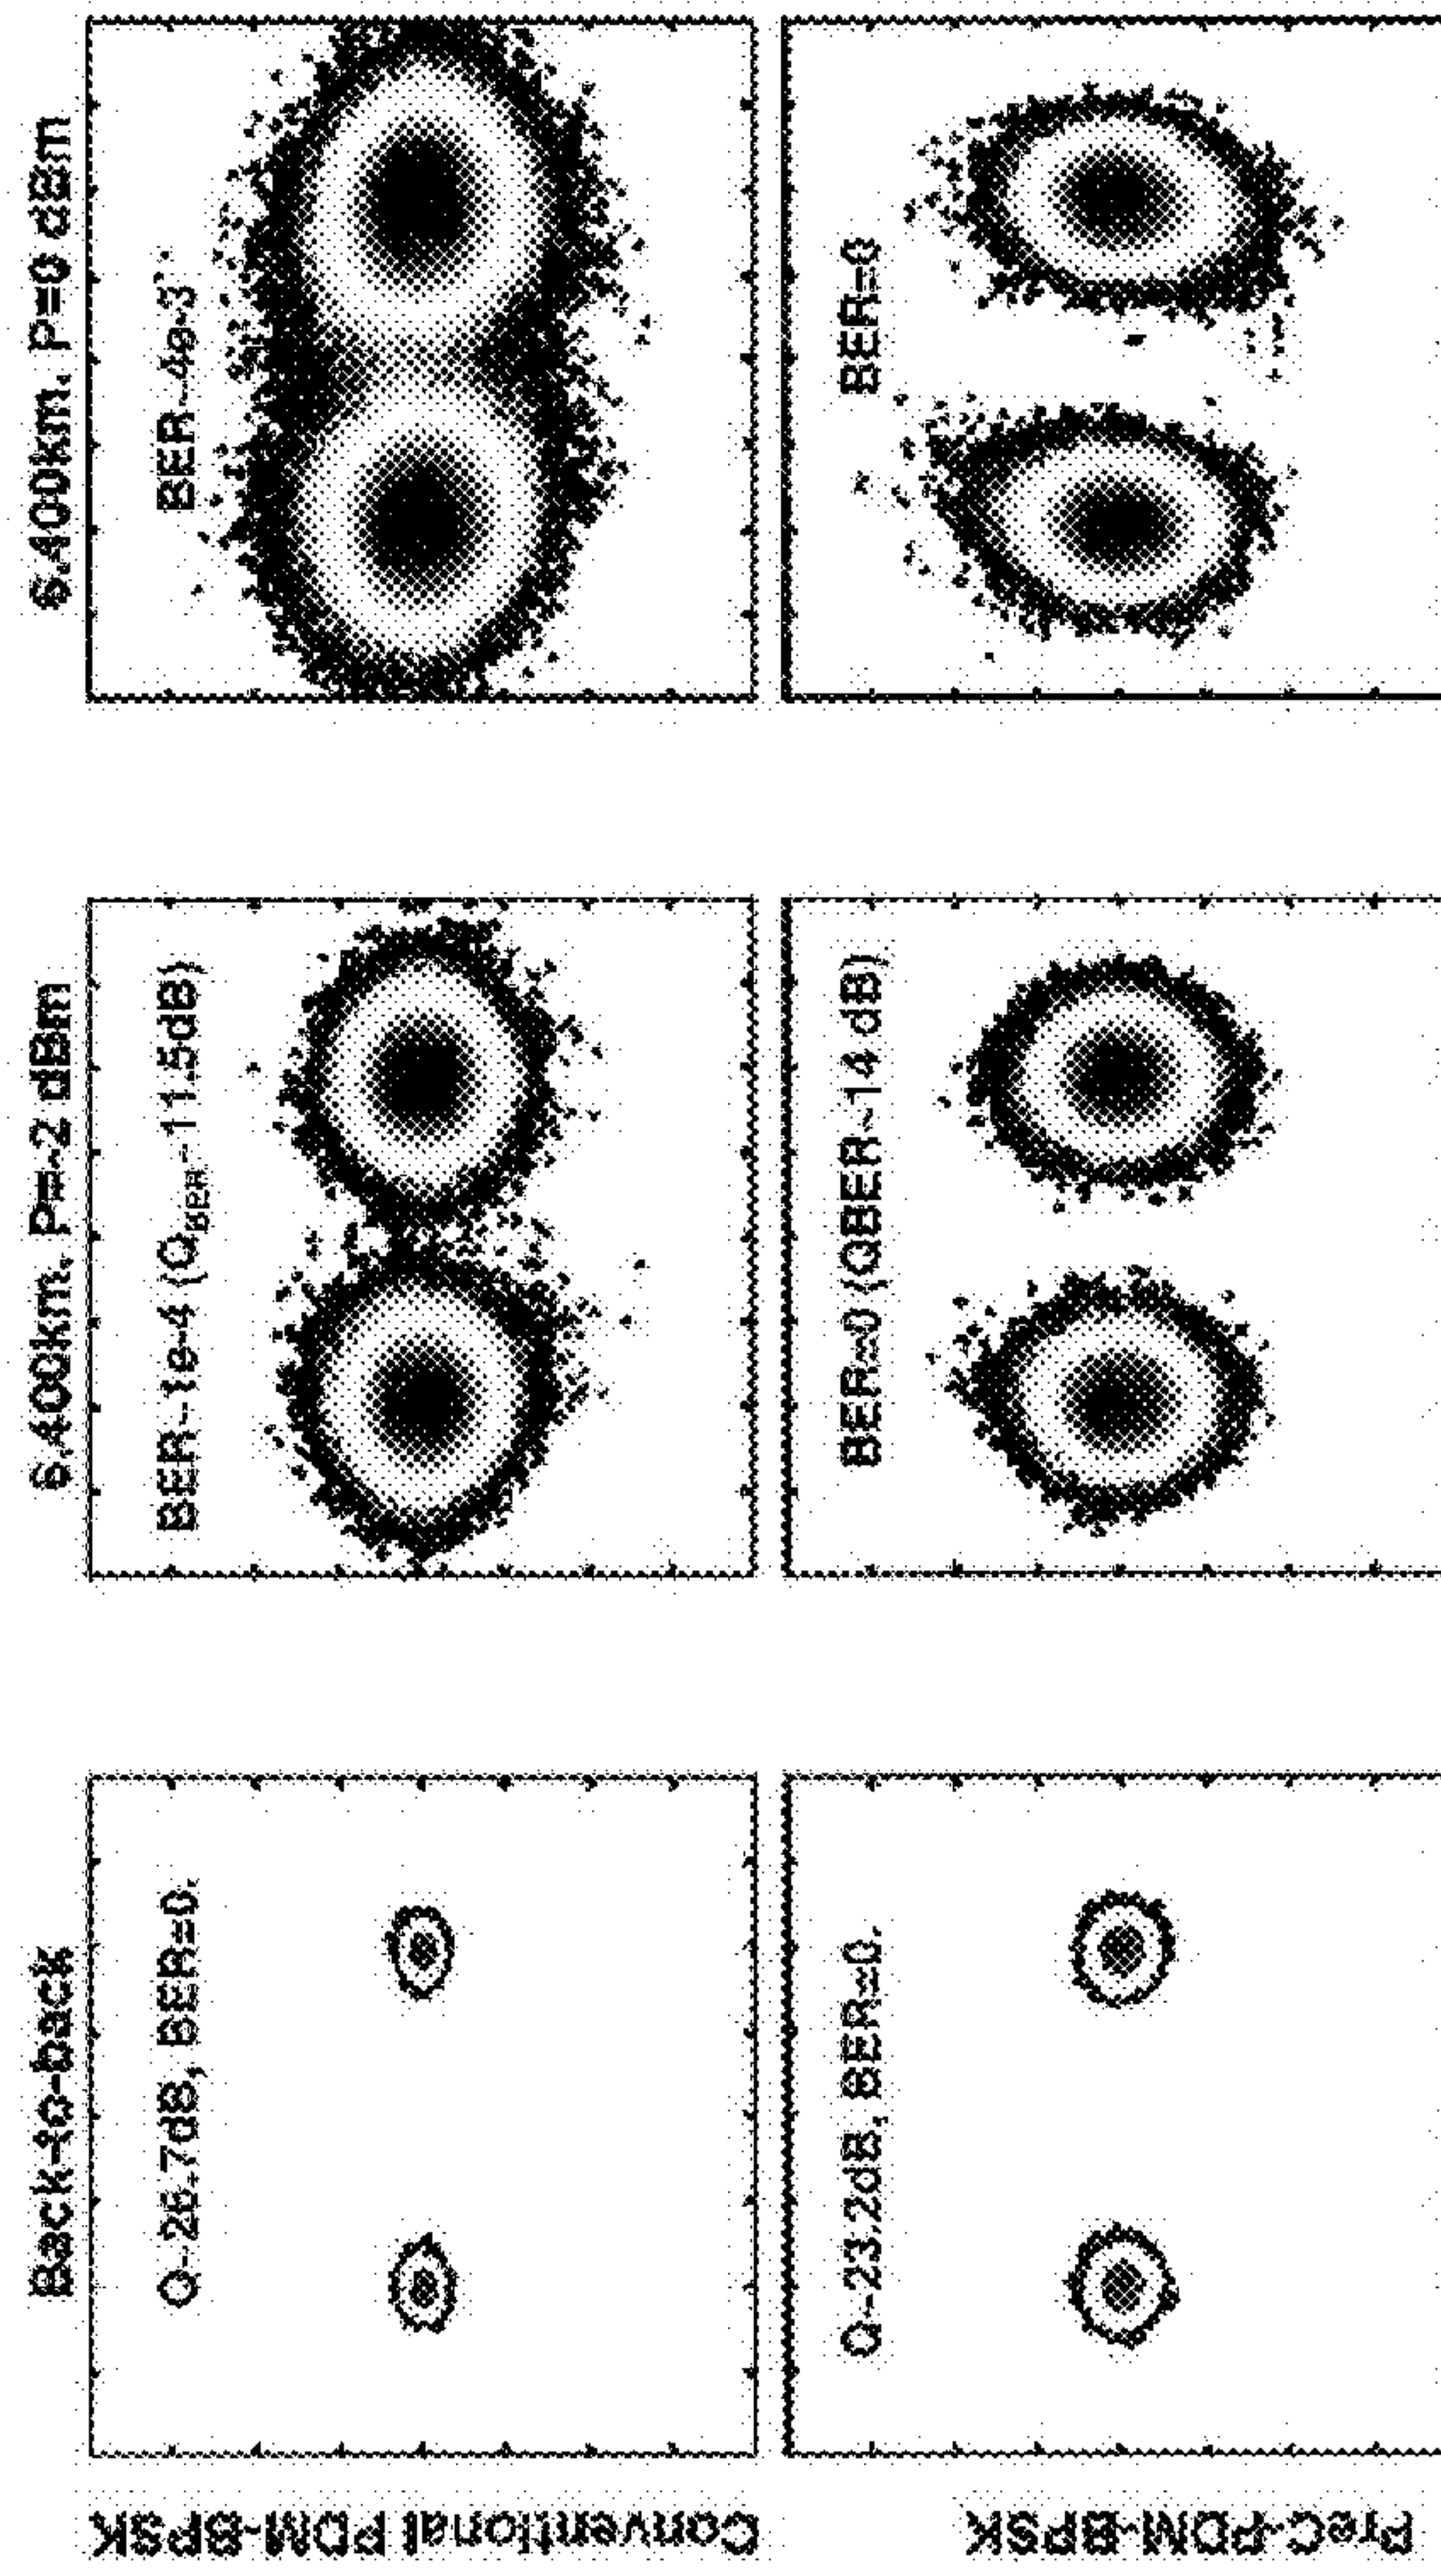 Back-to-back
6,400km, P=-2 dBm
6,400km, P=0 dBm
Conventional PDM-BPSK
Q~26.7dB, BER=0.
BER~1e-4 (QBER~11.5dB)
BER~4e-3
PreC-PDM-BPSK
Q~23.2dB, BER=0.
BER=0 (QBER~14 dB)
BER=0